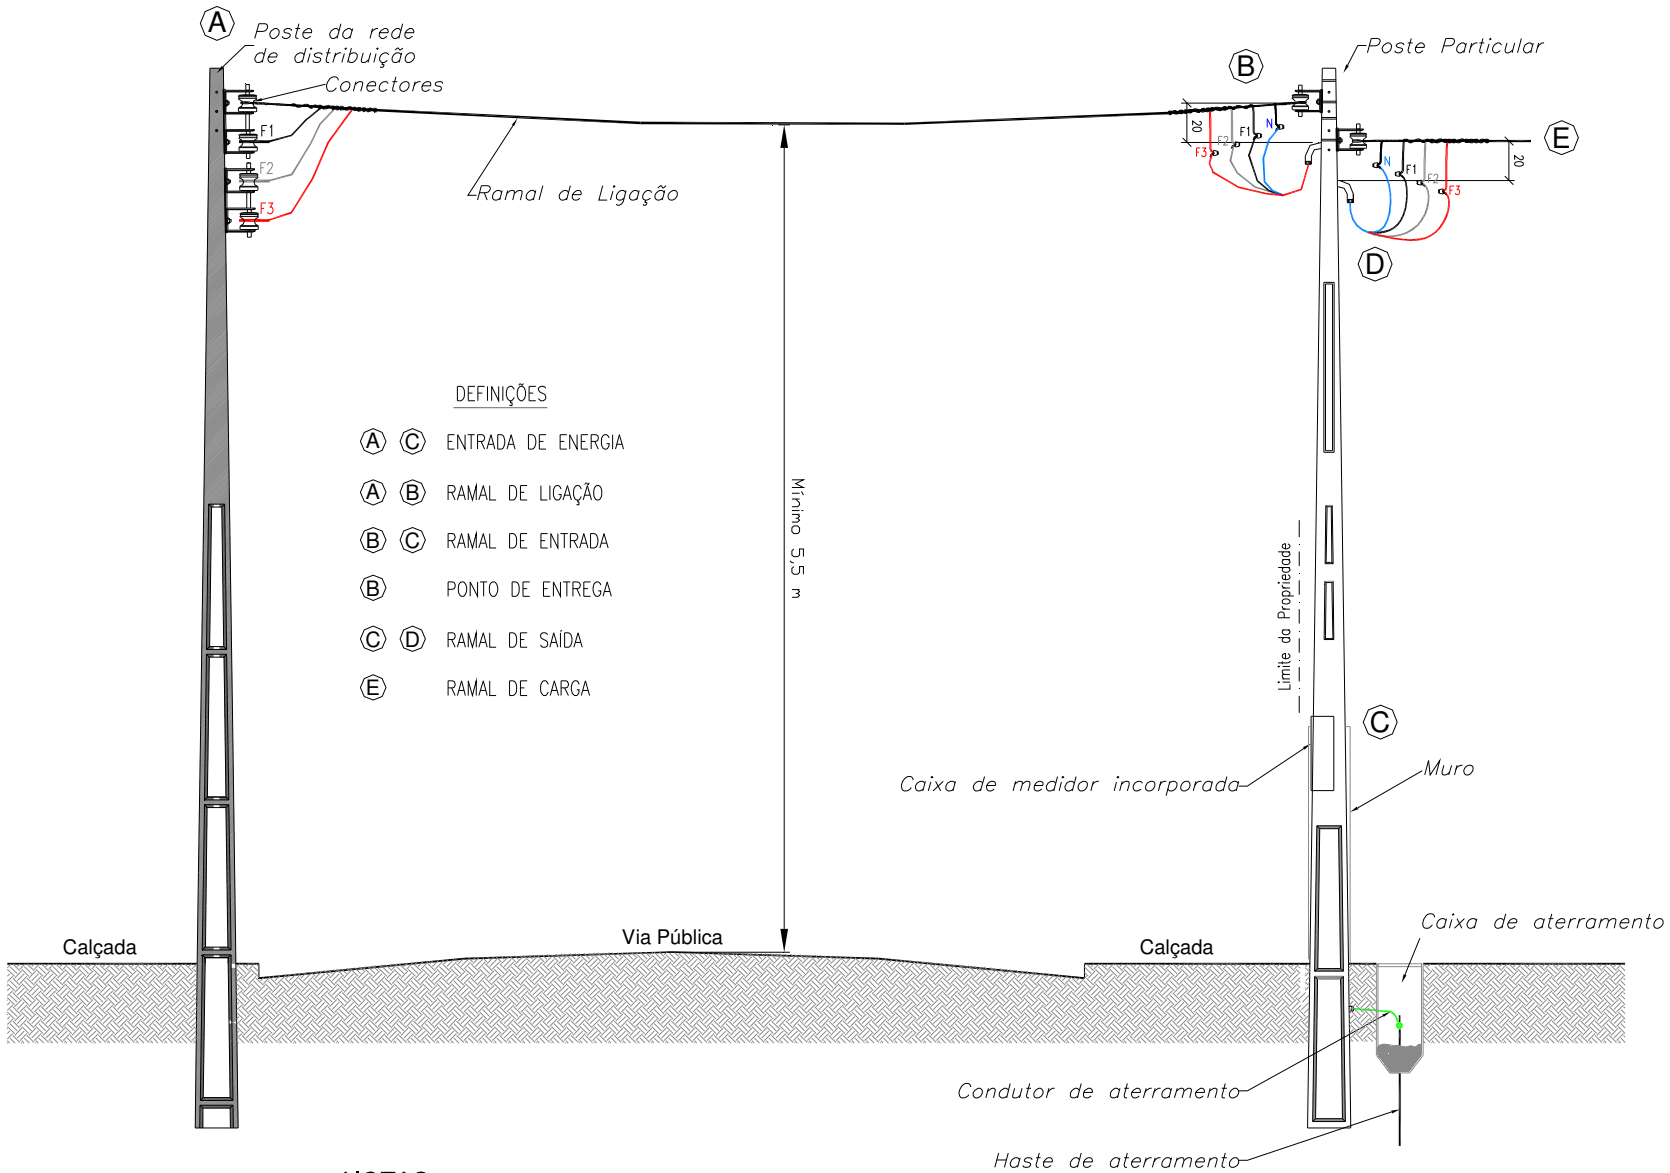 A
Poste da rede
de distribuição
Conectores
F1
F2
F3
Ramal de Ligação
B
Poste Particular
20
F3
F2
F1
N
E
N
F1
F2
F3
20
D
DEFINIÇÕES
A C ENTRADA DE ENERGIA
A B RAMAL DE LIGAÇÃO
B C RAMAL DE ENTRADA
B PONTO DE ENTREGA
C D RAMAL DE SAÍDA
E RAMAL DE CARGA
Mínimo 5,5 m
Limite da Propriedade
C
Caixa de medidor incorporada
Muro
Caixa de aterramento
Calçada
Via Pública
Calçada
Condutor de aterramento
Haste de aterramento